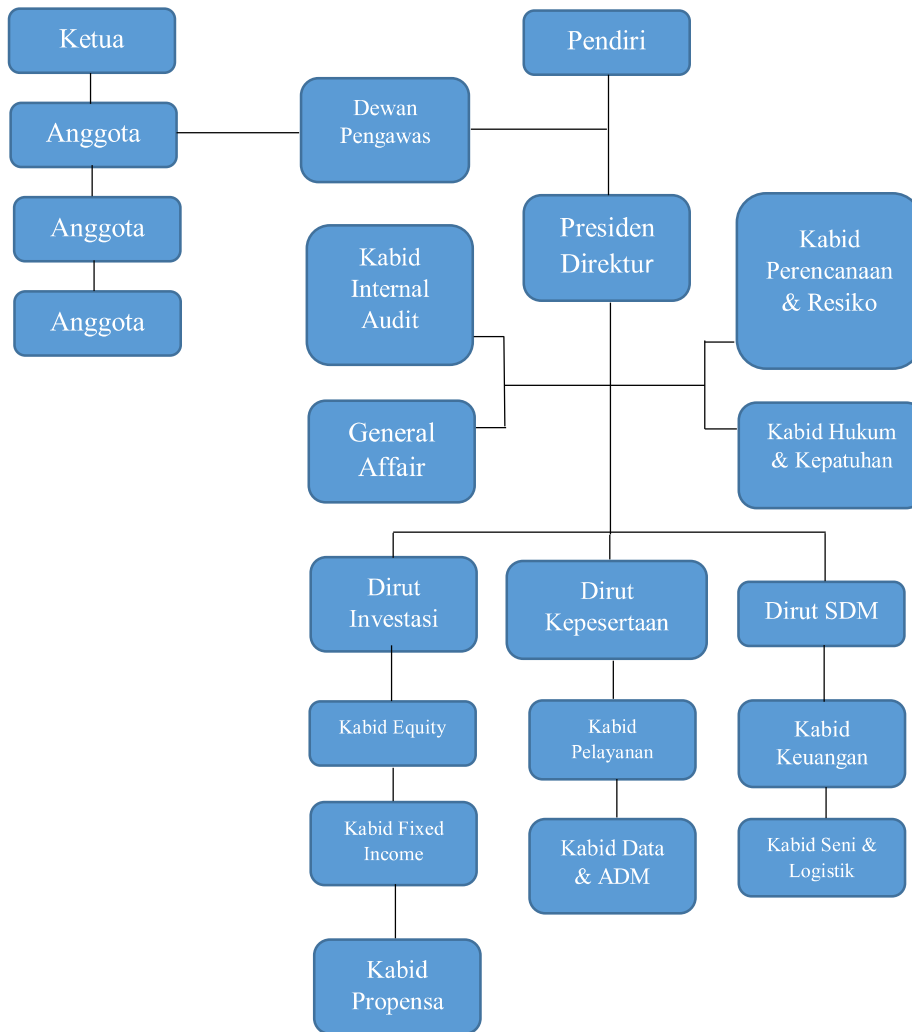 Ketua
Pendiri
Dewan
Pengawas
Anggota
Anggota
Anggota
Presiden
Direktur
Kabid
Internal
Audit
Kabid
Perencanaan
& Resiko
General
Affair
Kabid Hukum
& Kepatuhan
Dirut
Investasi
Dirut
Kepesertaan
Dirut SDM
Kabid Equity
Kabid
Pelayanan
Kabid
Keuangan
Kabid Fixed
Income
Kabid Data
& ADM
Kabid Seni &
Logistik
Kabid
Propensa